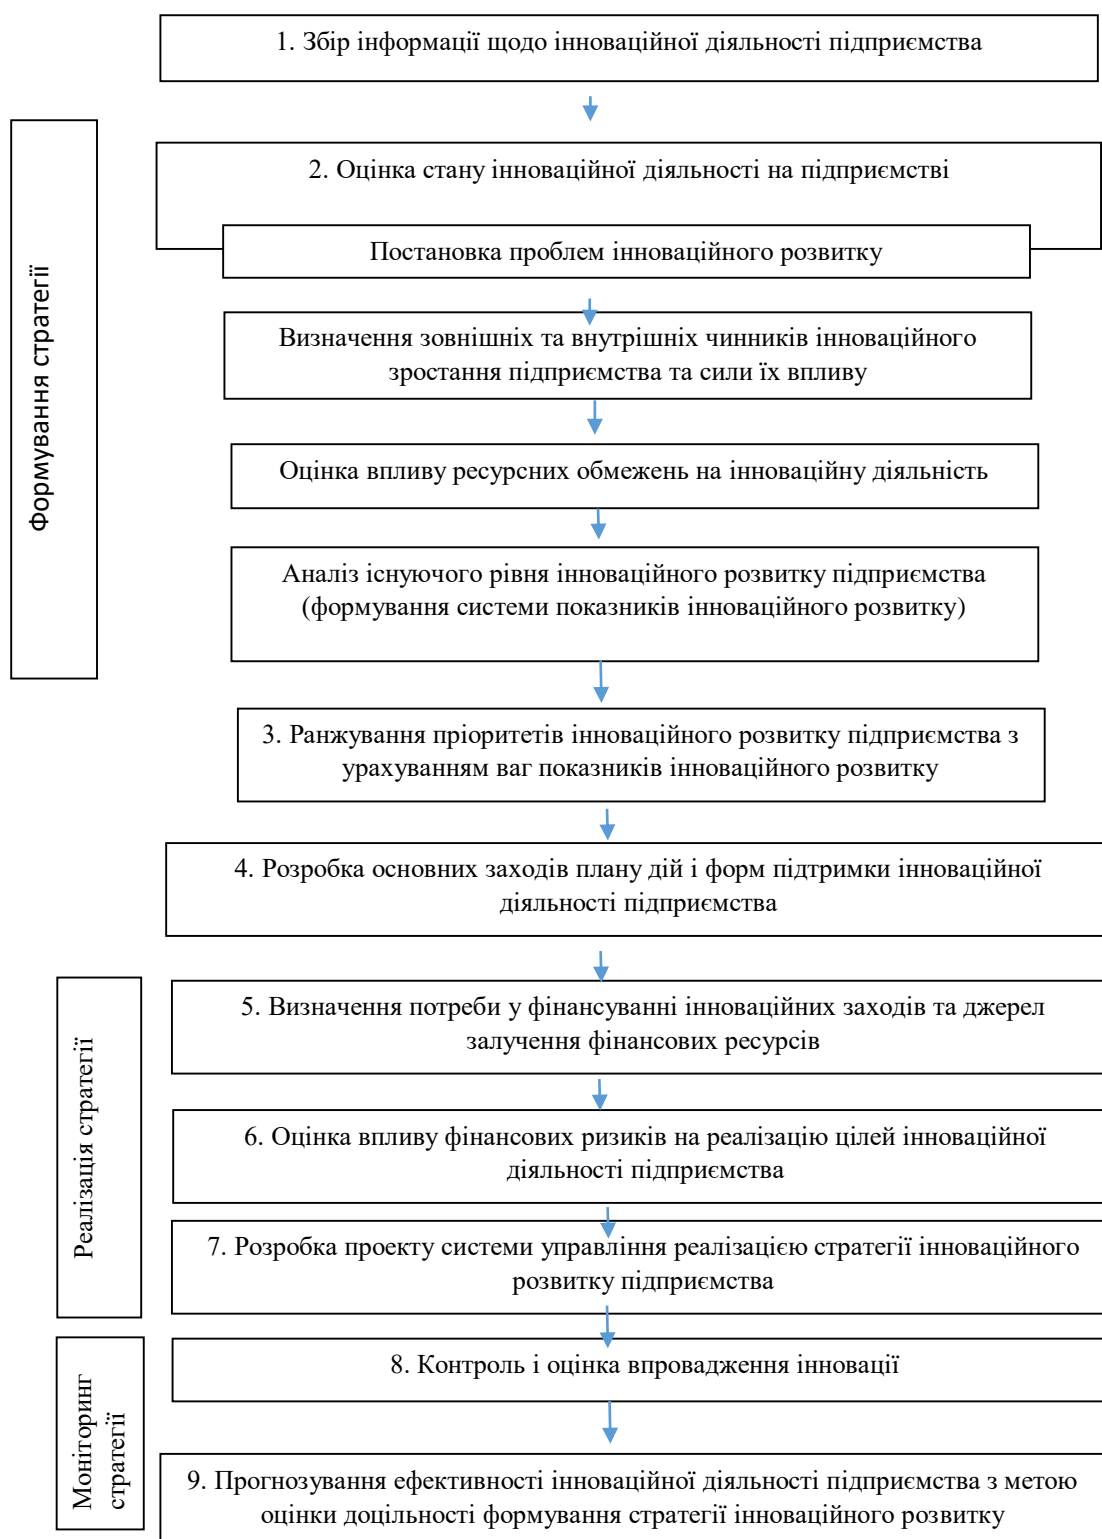 1. Збір інформації щодо інноваційної діяльності підприємства
Формування стратегії
2. Оцінка стану інноваційної діяльності на підприємстві
Постановка проблем інноваційного розвитку
Визначення зовнішніх та внутрішніх чинників інноваційного
зростання підприємства та сили їх впливу
Оцінка впливу ресурсних обмежень на інноваційну діяльність
Аналіз існуючого рівня інноваційного розвитку підприємства
(формування системи показників інноваційного розвитку)
3. Ранжування пріоритетів інноваційного розвитку підприємства з
урахуванням ваг показників інноваційного розвитку
4. Розробка основних заходів плану дій і форм підтримки інноваційної
діяльності підприємства
Реалізація стратегії
5. Визначення потреби у фінансуванні інноваційних заходів та джерел
залучення фінансових ресурсів
6. Оцінка впливу фінансових ризиків на реалізацію цілей інноваційної
діяльності підприємства
7. Розробка проекту системи управління реалізацією стратегії інноваційного
розвитку підприємства
Моніторинг
стратегії
8. Контроль і оцінка впровадження інновації
9. Прогнозування ефективності інноваційної діяльності підприємства з метою
оцінки доцільності формування стратегії інноваційного розвитку